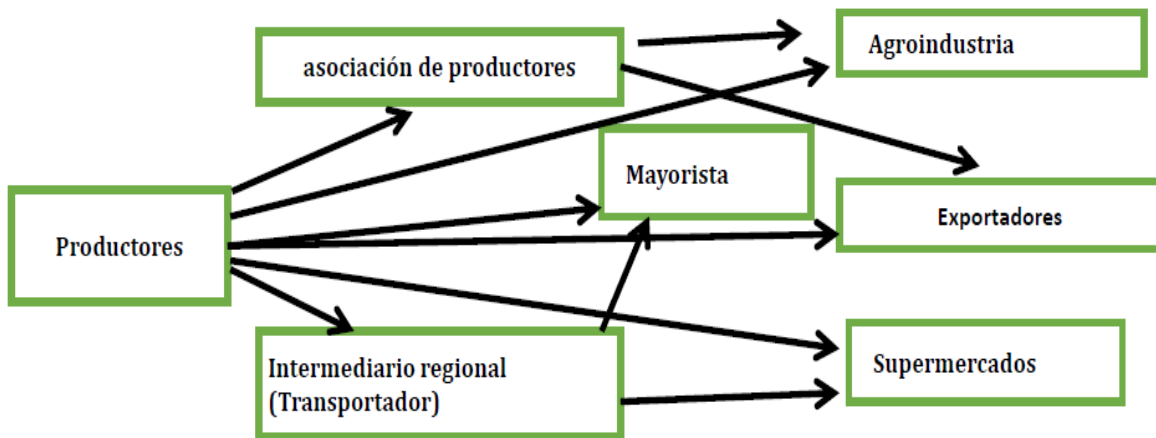 asociación de productores
Agroindustria
Mayorista
Productores
Exportadores
Intermediario regional
(Transportador)
Supermercados